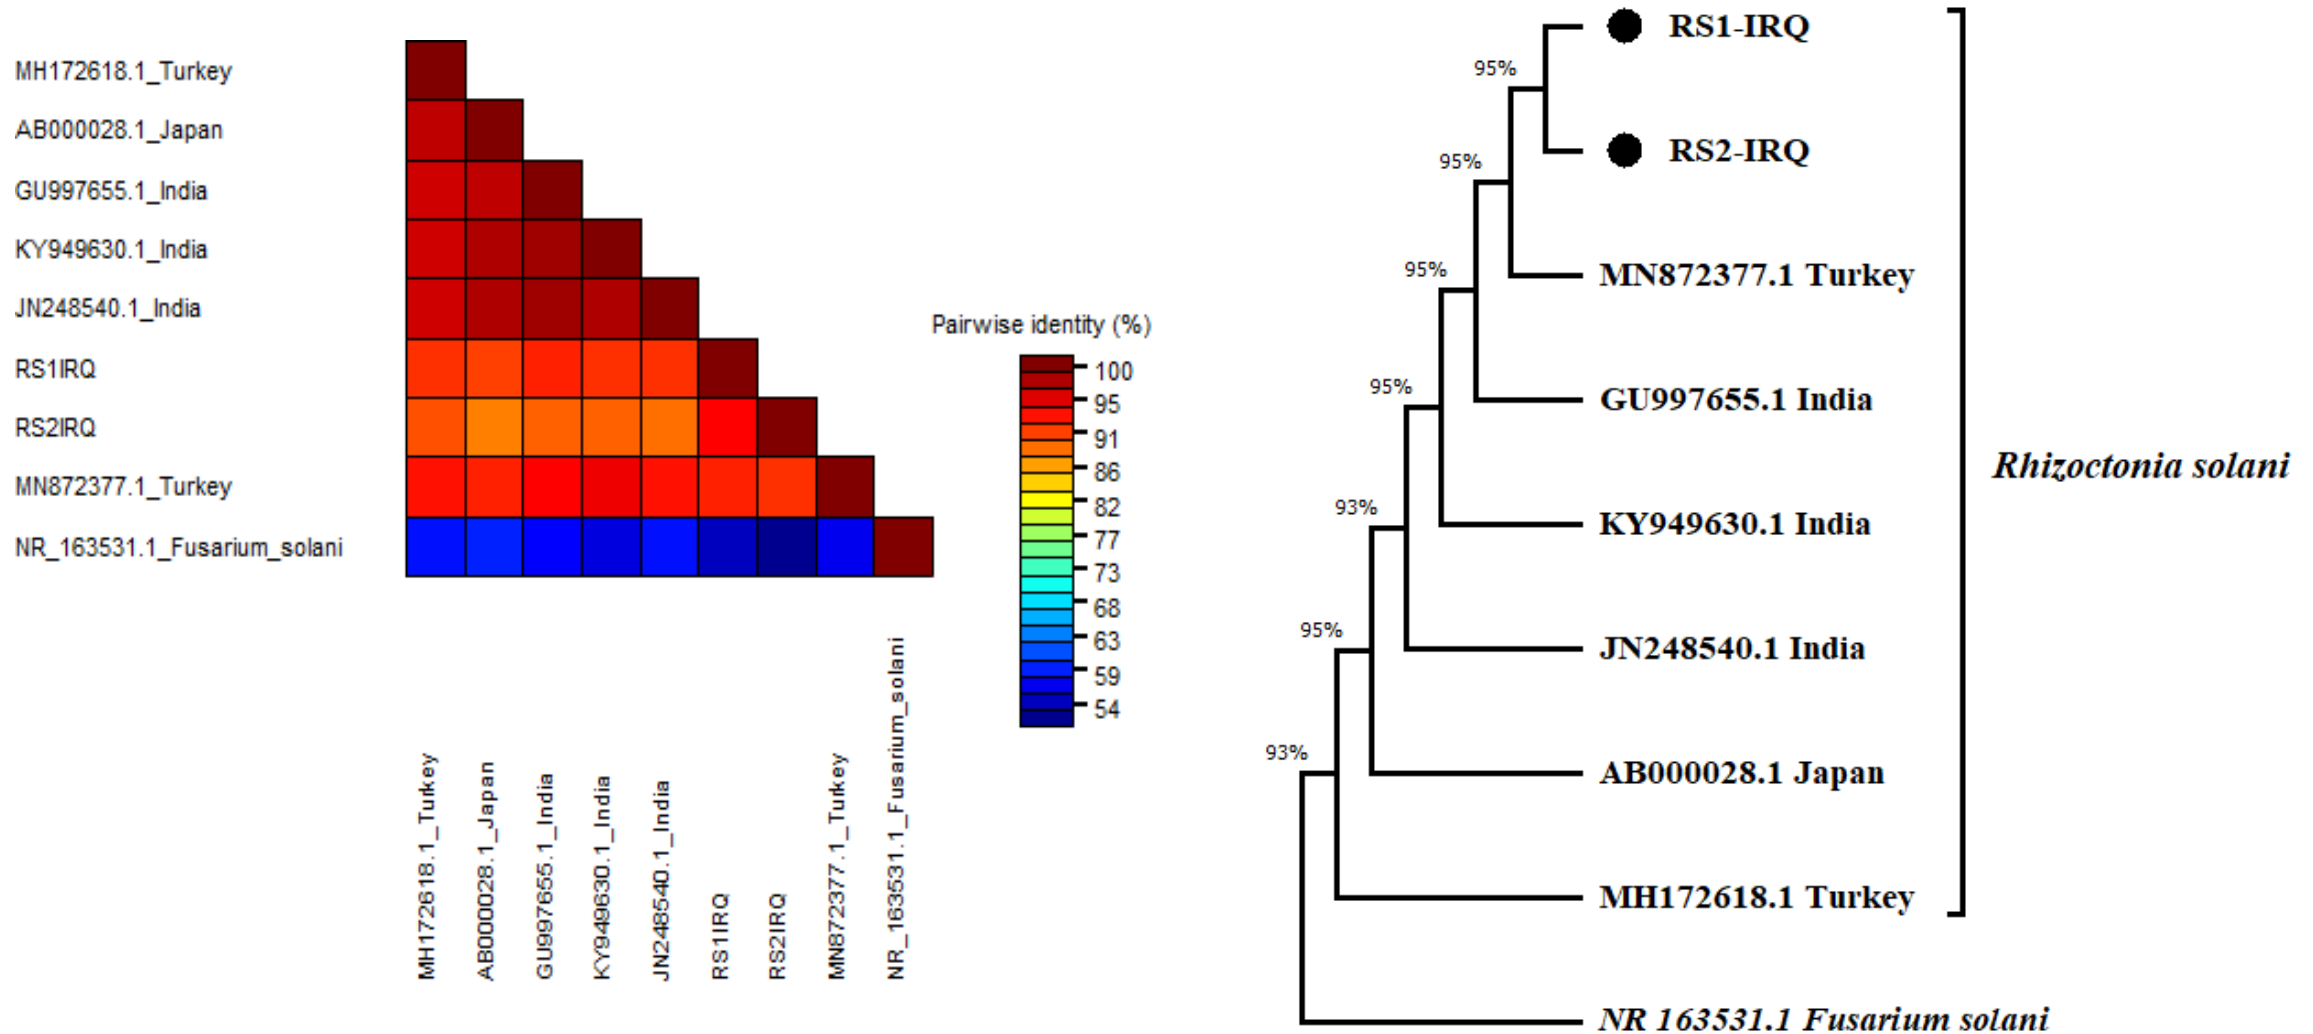 MH172618.1_Turkey
AB000028.1_Japan
GU997655.1_India
KY949630.1_India
JN248540.1_India
RS1IRQ
RS2IRQ
MN872377.1_Turkey
NR_163531.1_Fusarium_solani
MH172618.1_Turkey
AB000028.1_Japan
GU997655.1_India
KY949630.1_India
JN248540.1_India
RS1IRQ
RS2IRQ
MN872377.1_Turkey
NR_163531.1_Fusarium_solani
Pairwise identity (%)
100
95
91
86
82
77
73
68
63
59
54
95%
95%
95%
95%
93%
95%
93%
RS1-IRQ
RS2-IRQ
MN872377.1 Turkey
GU997655.1 India
KY949630.1 India
JN248540.1 India
AB000028.1 Japan
MH172618.1 Turkey
NR 163531.1 Fusarium solani
Rhizoctonia solani